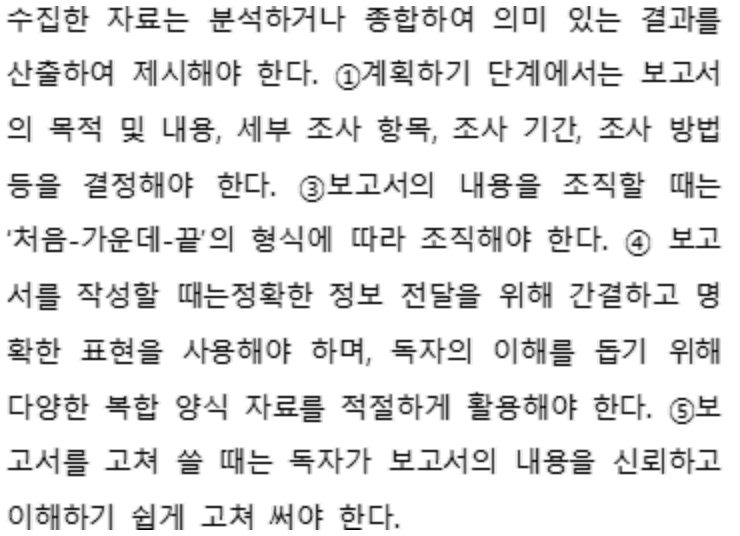 수집한 자료는 분석하거나 종합하여 의미 있는 결과를
산출하여 제시해야 한다. ①계획하기 단계에서는 보고서
의 목적 및 내용, 세부 조사 항목, 조사 기간, 조사 방법
등을 결정해야 한다. ③보고서의 내용을 조직할 때는
'처음-가운데-끝'의 형식에 따라 조직해야 한다. ④ 보고
서를 작성할 때는정확한 정보 전달을 위해 간결하고 명
확한 표현을 사용해야 하며, 독자의 이해를 돕기 위해
다양한 복합 양식 자료를 적절하게 활용해야 한다. ⑤보
고서를 고쳐 쓸 때는 독자가 보고서의 내용을 신뢰하고
이해하기 쉽게 고쳐 써야 한다.